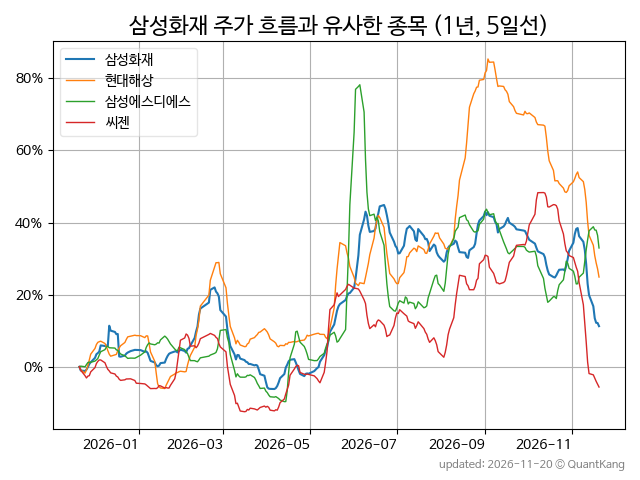 삼성화재 주가 흐름과 유사한 종목 (1년, 5일선)
삼성화재
현대해상
삼성에스디에스
씨젠
80%
60%
40%
20%
0%
2026-01 2026-03 2026-05 2026-07 2026-09 2026-11
updated: 2026-11-20 © QuantKang